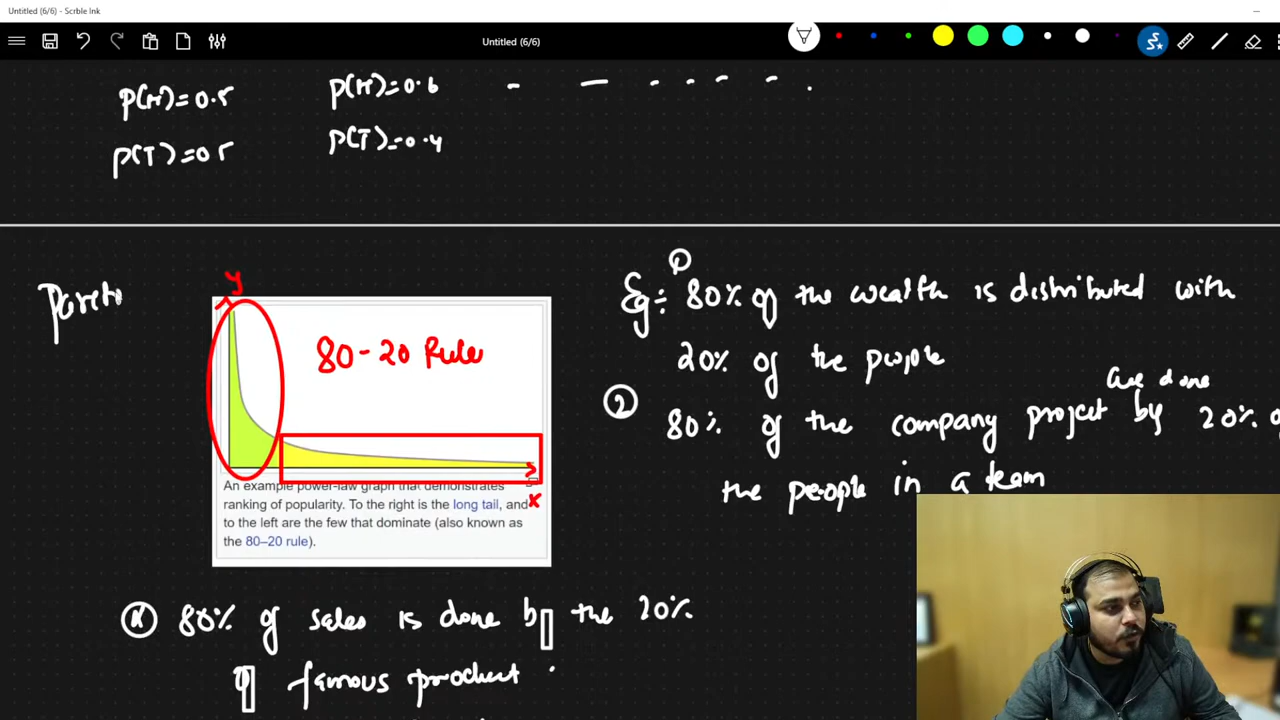 Untitled (6/6) - Scrble Ink
Untitled (6/6)
P(H)=0.5
P(H)=0.6
P(T)=0.5
P(T)=0.4
Pareto
y
80-20 Rule
x
An example power-law graph that demonstrates
ranking of popularity. To the right is the long tail, and
to the left are the few that dominate (also known as
the 80–20 rule).
①
Eg:- 80% of the wealth is distributed with
20% of the people
are done
② 80% of the company project by 20% of
the people in a team
80% of sales is done by the 20%
famous product